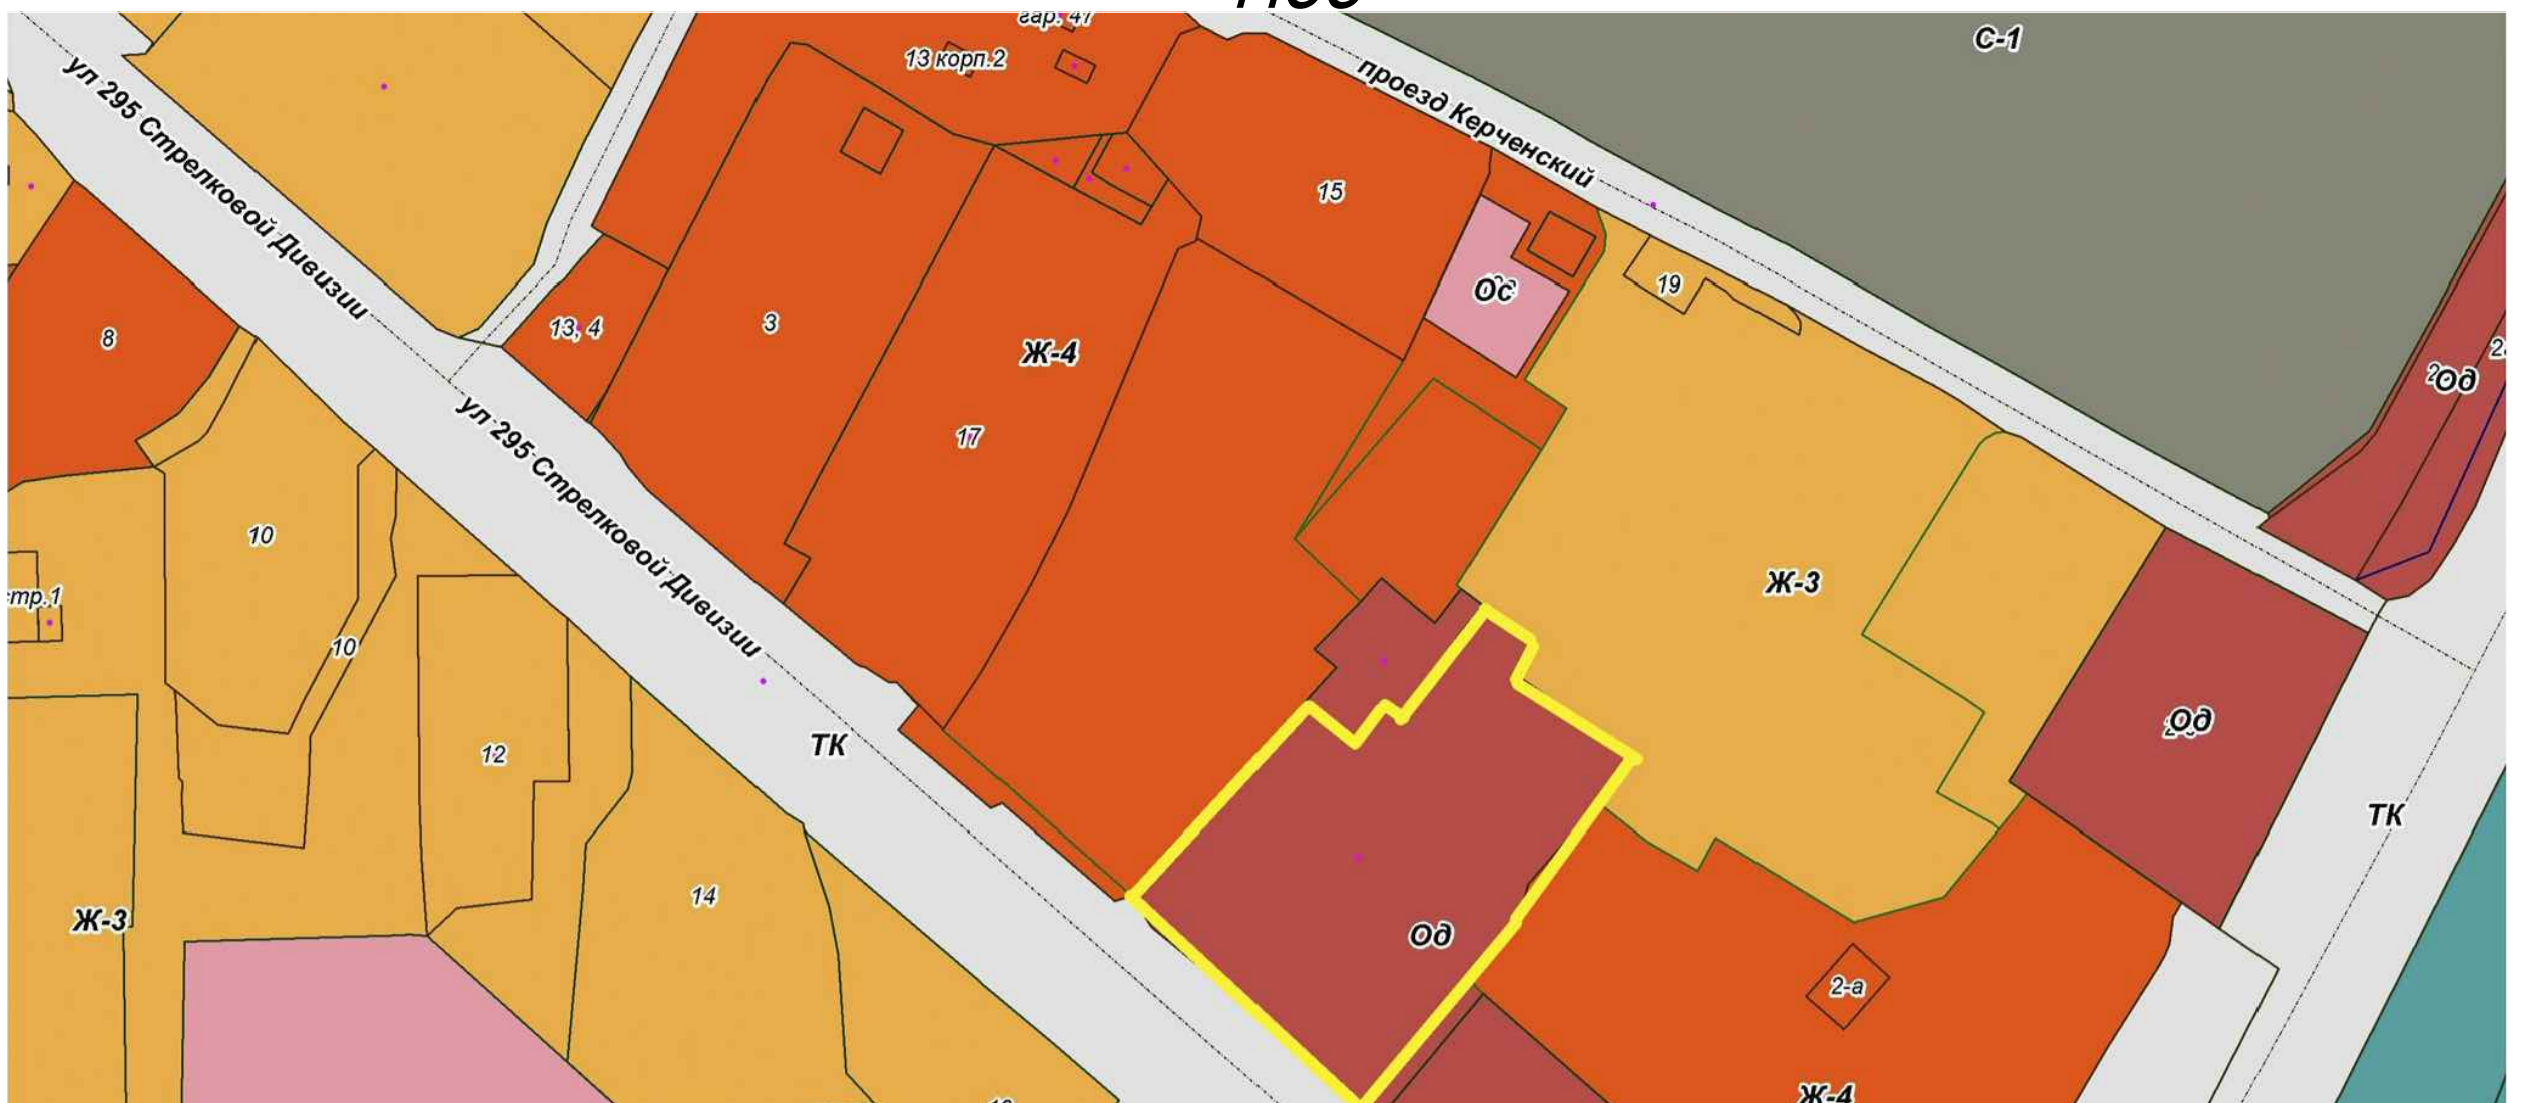 гар. 47
С-1
13 корп.2
проезд Керченский
ул 295 Стрелковой Дивизии
15
19
Ос
13, 4
3
8
Ж-4
Од
ул 295 Стрелковой Дивизии
17
10
Ж-3
стр.1
10
Од
ТК
12
ТК
14
Ж-3
Од
2-а
Ж-4